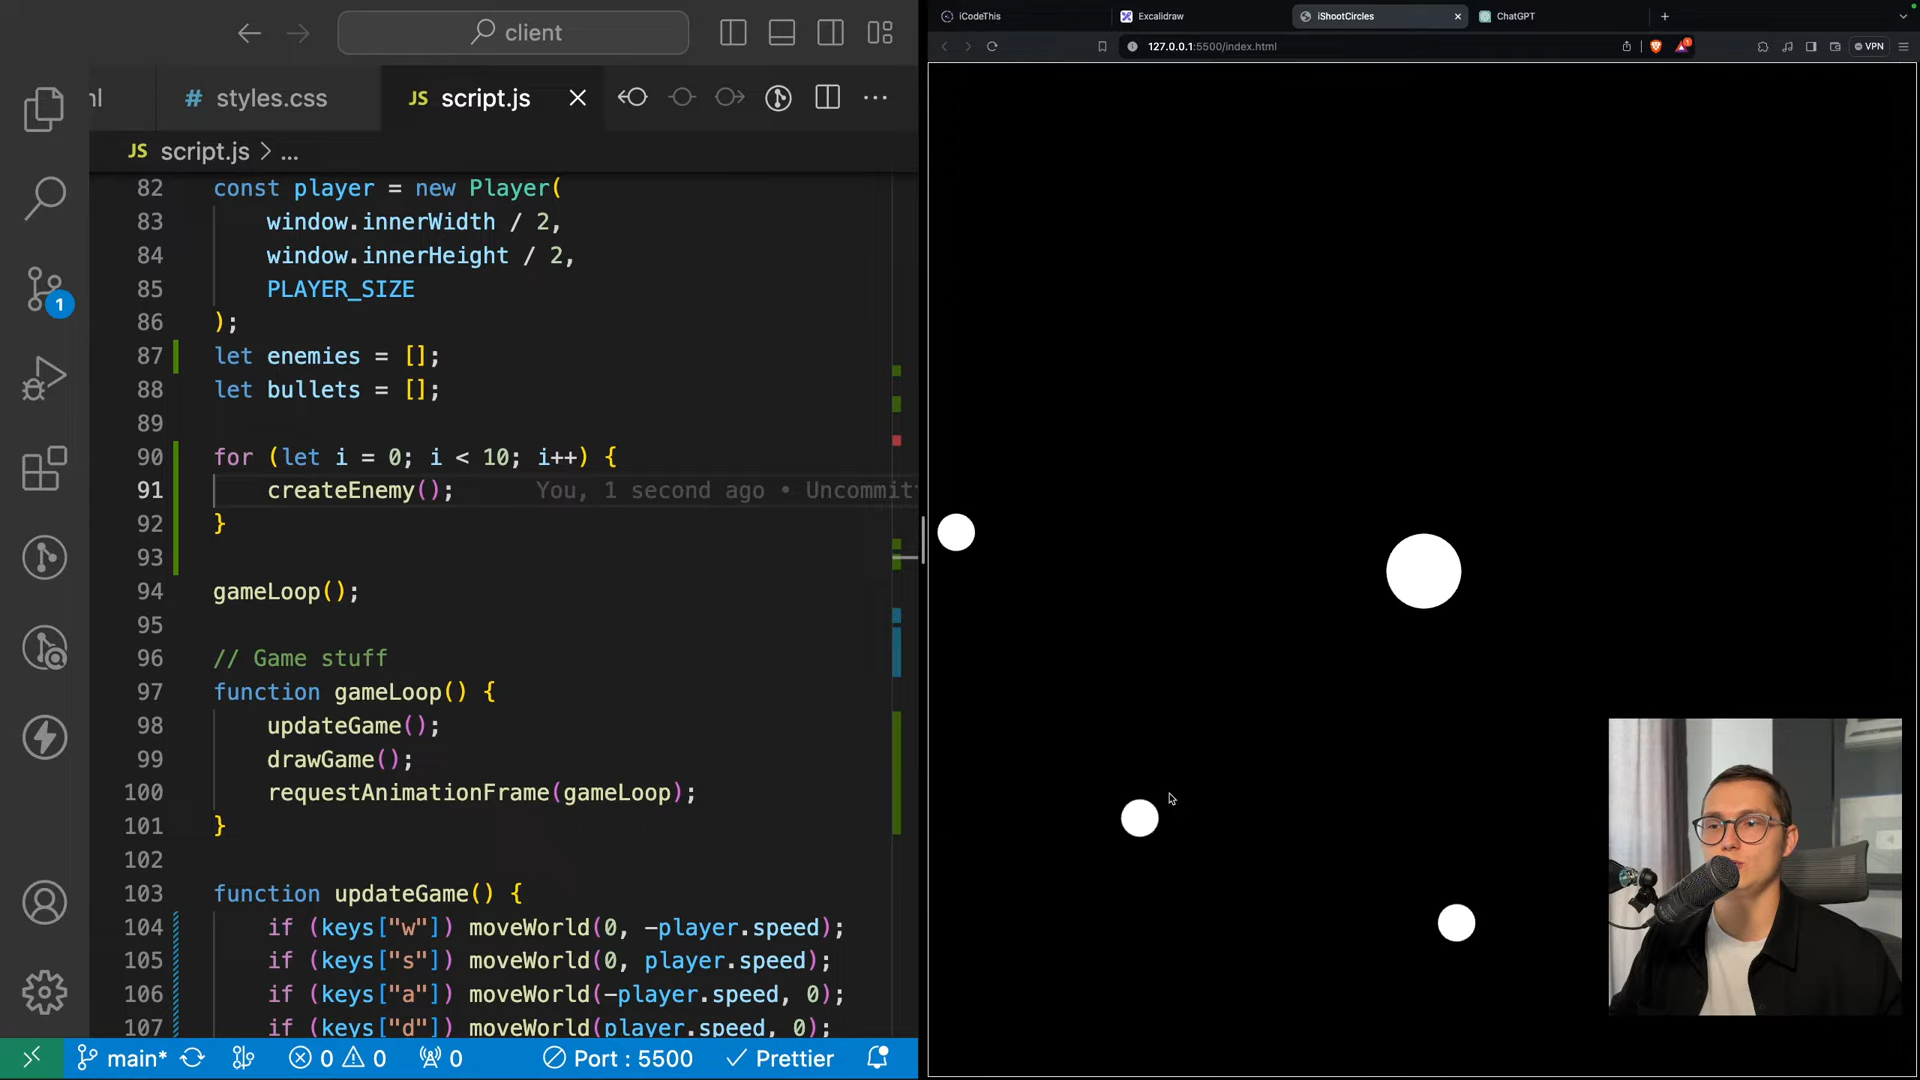 client
nl
# styles.css
JS script.js
JS script.js > ...
82 const player = new Player(
83 window.innerWidth / 2,
84 window.innerHeight / 2,
85 PLAYER_SIZE
86 );
87 let enemies = [];
88 let bullets = [];
89
90 for (let i = 0; i < 10; i++) {
91 createEnemy(); You, 1 second ago • Uncommit
92 }
93
94 gameLoop();
95
96 // Game stuff
97 function gameLoop() {
98 updateGame();
99 drawGame();
100 requestAnimationFrame(gameLoop);
101 }
102
103 function updateGame() {
104 if (keys["w"]) moveWorld(0, -player.speed);
105 if (keys["s"]) moveWorld(0, player.speed);
106 if (keys["a"]) moveWorld(-player.speed, 0);
107 if (keys["d"]) moveWorld(player.speed, 0);
1
main* 0 0 0 Port : 5500 Prettier
iCodeThis
Excalidraw
iShootCircles
ChatGPT
127.0.0.1:5500/index.html
VPN